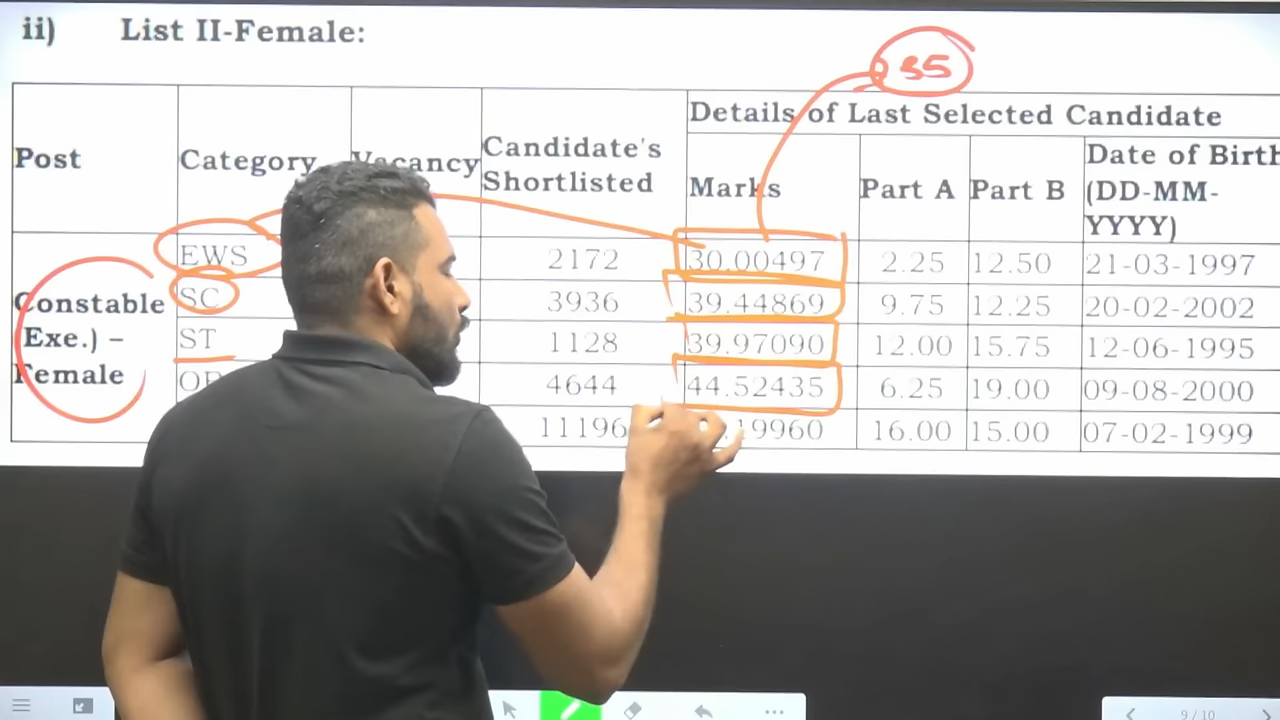 ii) List II-Female:
35
Details of Last Selected Candidate
Post Category Vacancy Candidate's Shortlisted Marks Part A Part B Date of Birth (DD-MM-YYYY)
EWS 2172 30.00497 2.25 12.50 21-03-1997
SC 3936 39.44869 9.75 12.25 20-02-2002
Constable Exe.) – Female
ST 1128 39.97090 12.00 15.75 12-06-1995
4644 44.52435 6.25 19.00 09-08-2000
11196 19960 16.00 15.00 07-02-1999
9 / 10